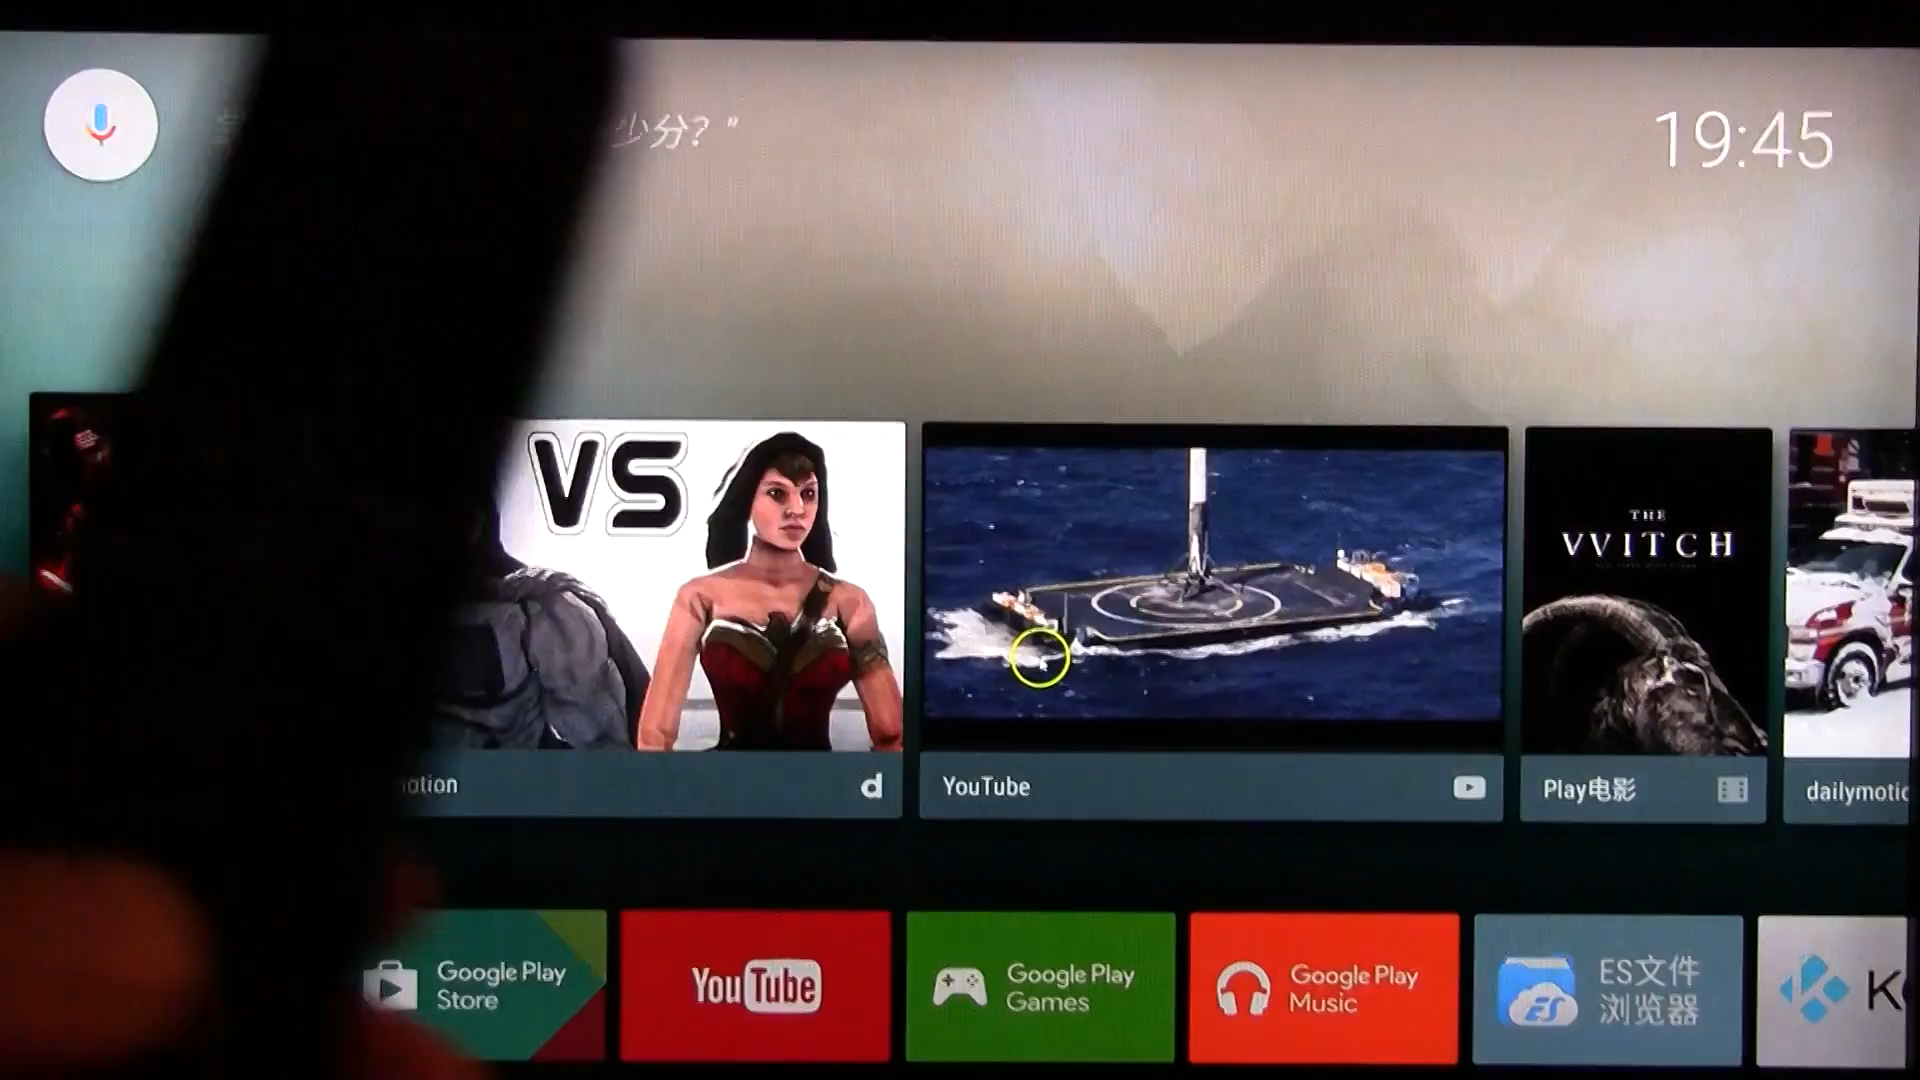 少分？"
19:45
VS
THE
VVITCH
YouTube
Play电影
dailymotic
Google Play
Store
YouTube
Google Play
Games
Google Play
Music
ES文件
浏览器
ES